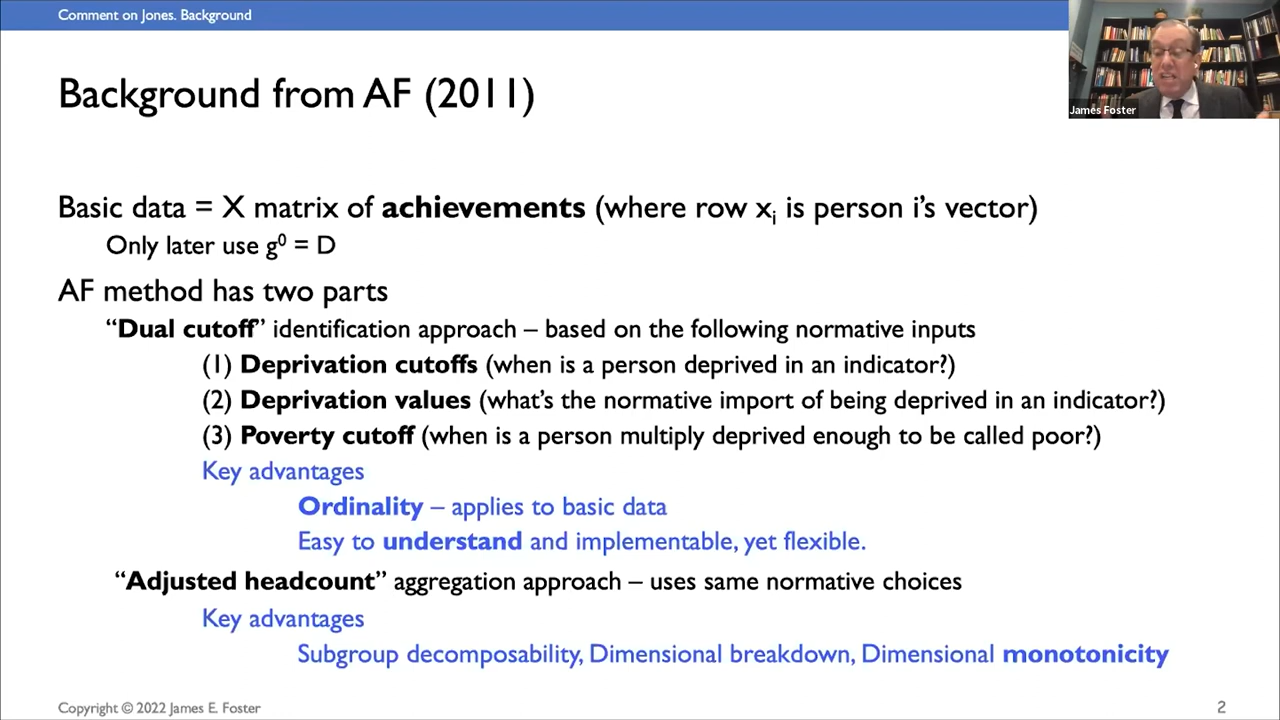 Comment on Jones. Background
James Foster
Background from AF (2011)
Basic data = X matrix of achievements (where row xᵢ is person i’s vector)
Only later use g⁰ = D
AF method has two parts
“Dual cutoff” identification approach – based on the following normative inputs
(1) Deprivation cutoffs (when is a person deprived in an indicator?)
(2) Deprivation values (what’s the normative import of being deprived in an indicator?)
(3) Poverty cutoff (when is a person multiply deprived enough to be called poor?)
Key advantages
Ordinality – applies to basic data
Easy to understand and implementable, yet flexible.
“Adjusted headcount” aggregation approach – uses same normative choices
Key advantages
Subgroup decomposability, Dimensional breakdown, Dimensional monotonicity
Copyright © 2022 James E. Foster
2